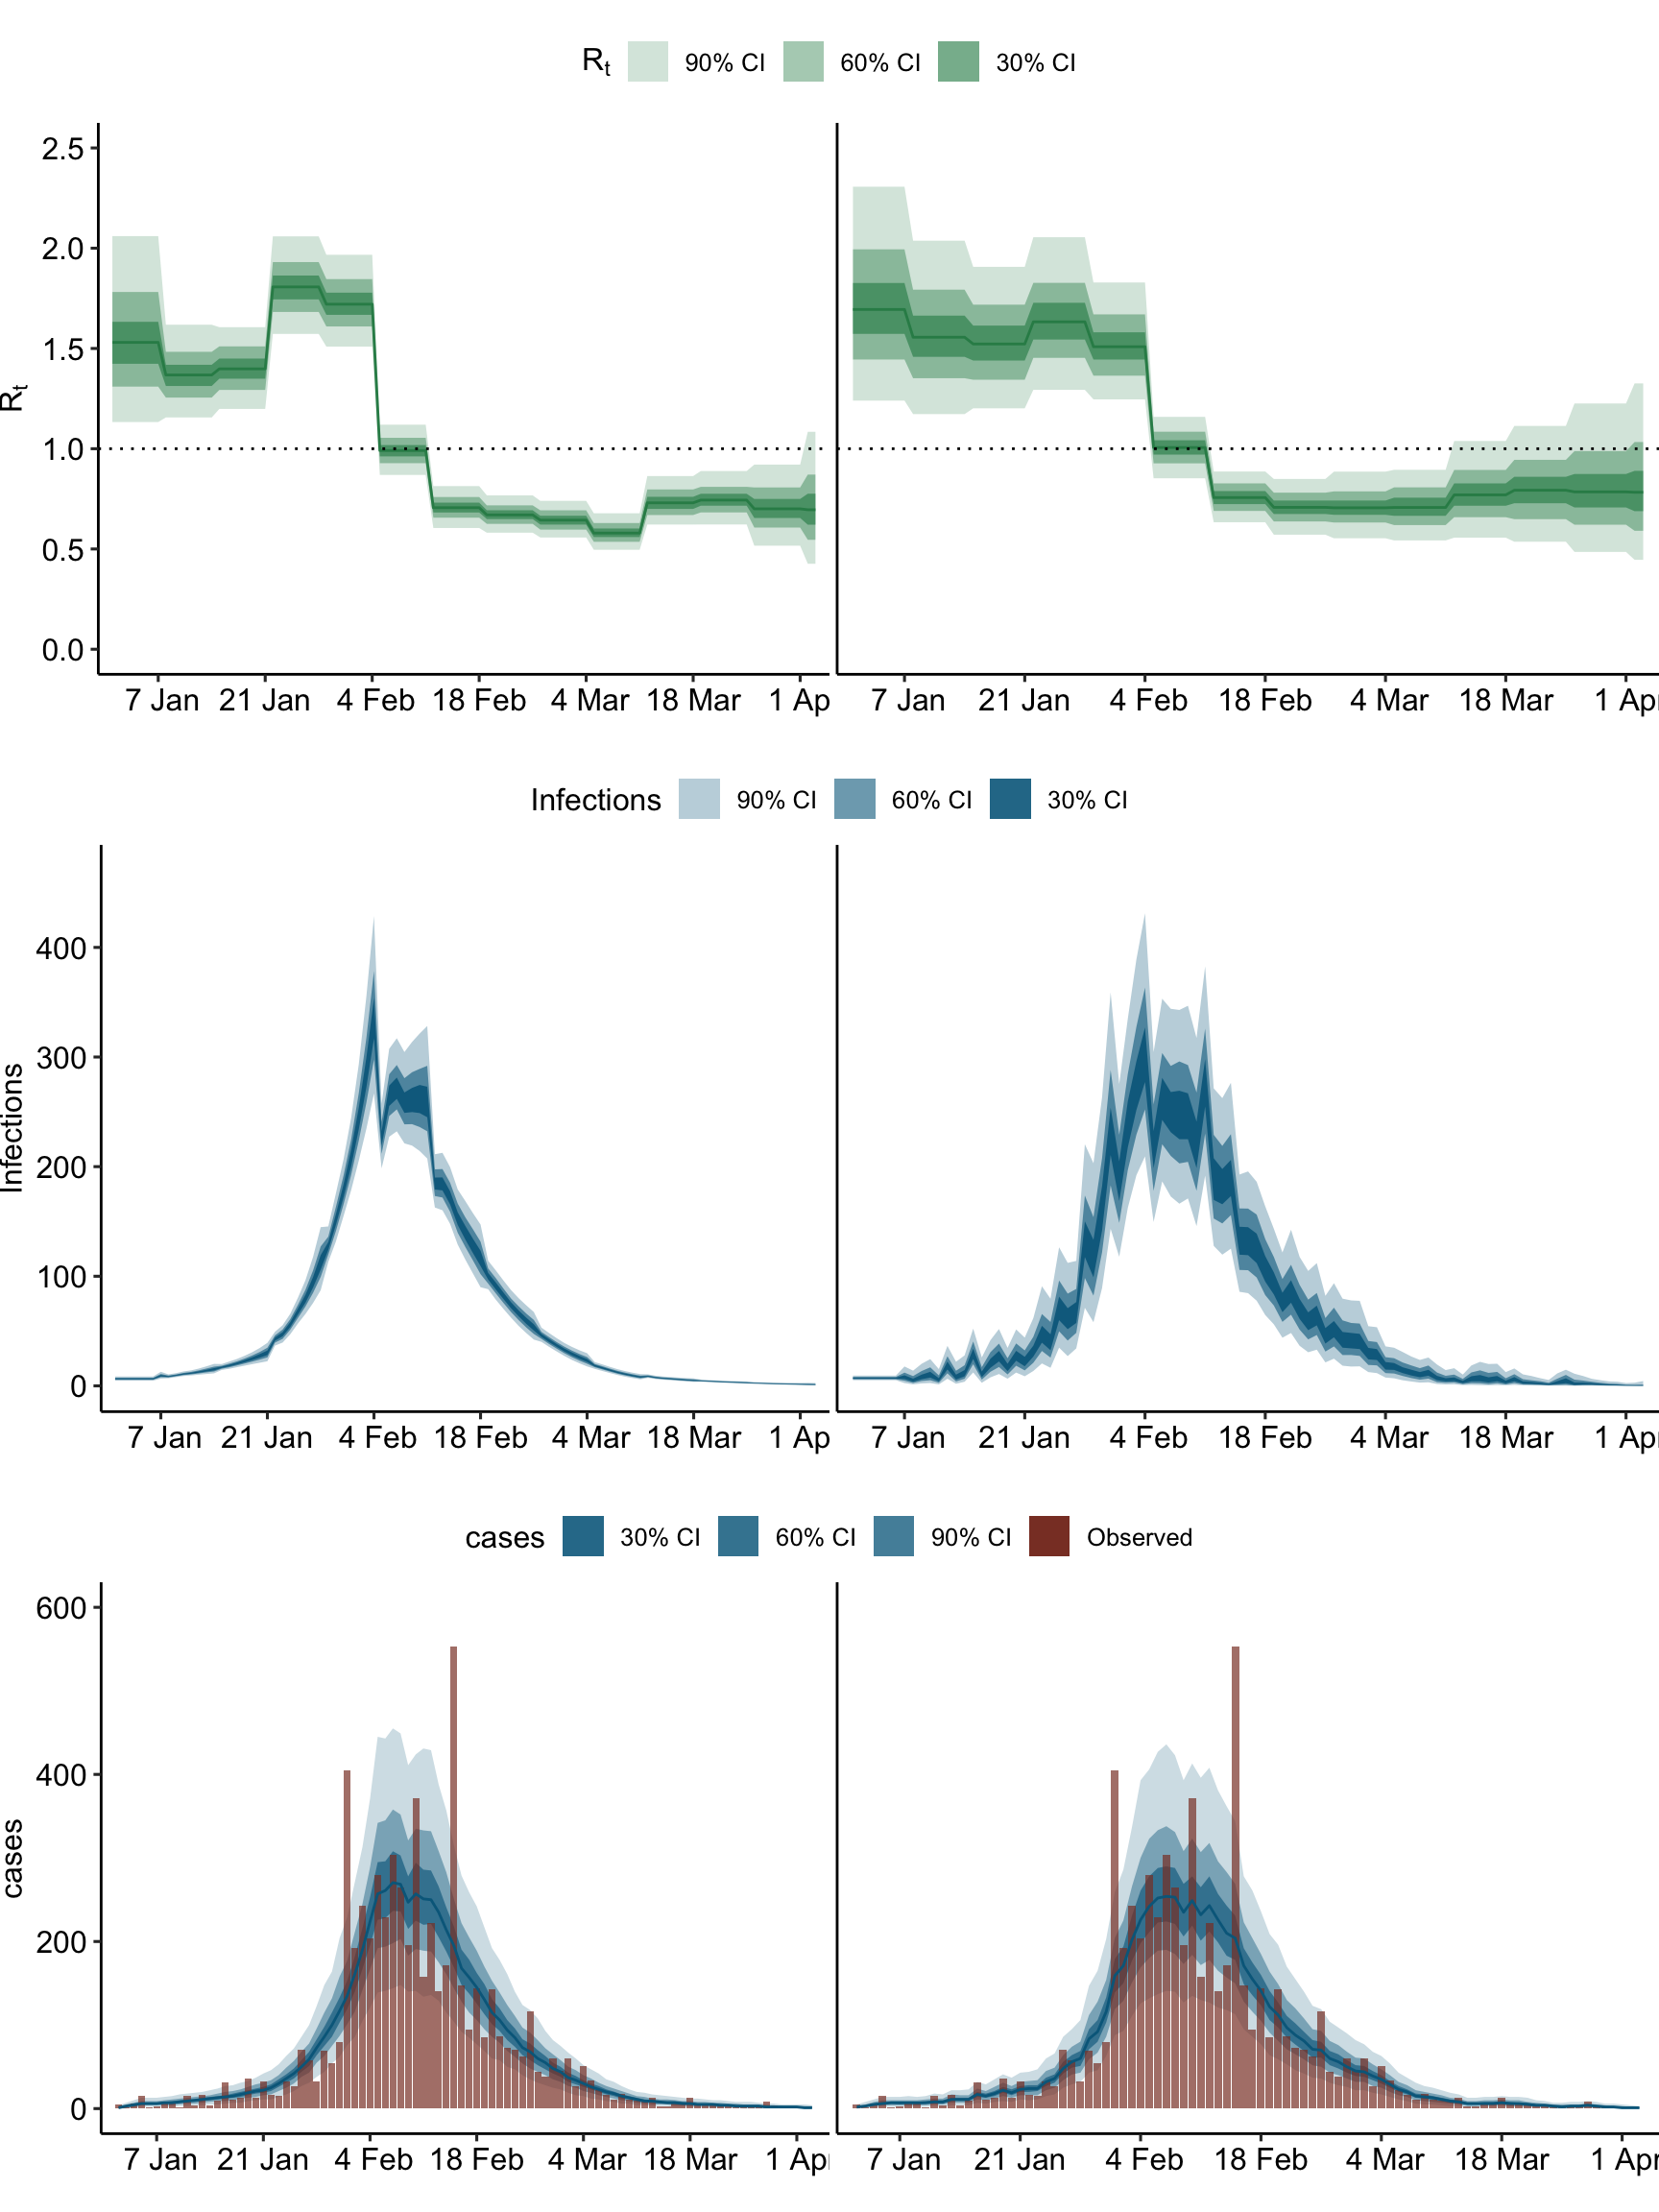 Rt 90% CI 60% CI 30% CI
Rt
2.5
2.0
1.5
1.0
0.5
0.0
7 Jan 21 Jan 4 Feb 18 Feb 4 Mar 18 Mar 1 Ap
7 Jan 21 Jan 4 Feb 18 Feb 4 Mar 18 Mar 1 Apr
Infections 90% CI 60% CI 30% CI
Infections
400
300
200
100
0
7 Jan 21 Jan 4 Feb 18 Feb 4 Mar 18 Mar 1 Ap
7 Jan 21 Jan 4 Feb 18 Feb 4 Mar 18 Mar 1 Apr
cases 30% CI 60% CI 90% CI Observed
cases
600
400
200
0
7 Jan 21 Jan 4 Feb 18 Feb 4 Mar 18 Mar 1 Apr
7 Jan 21 Jan 4 Feb 18 Feb 4 Mar 18 Mar 1 Apr